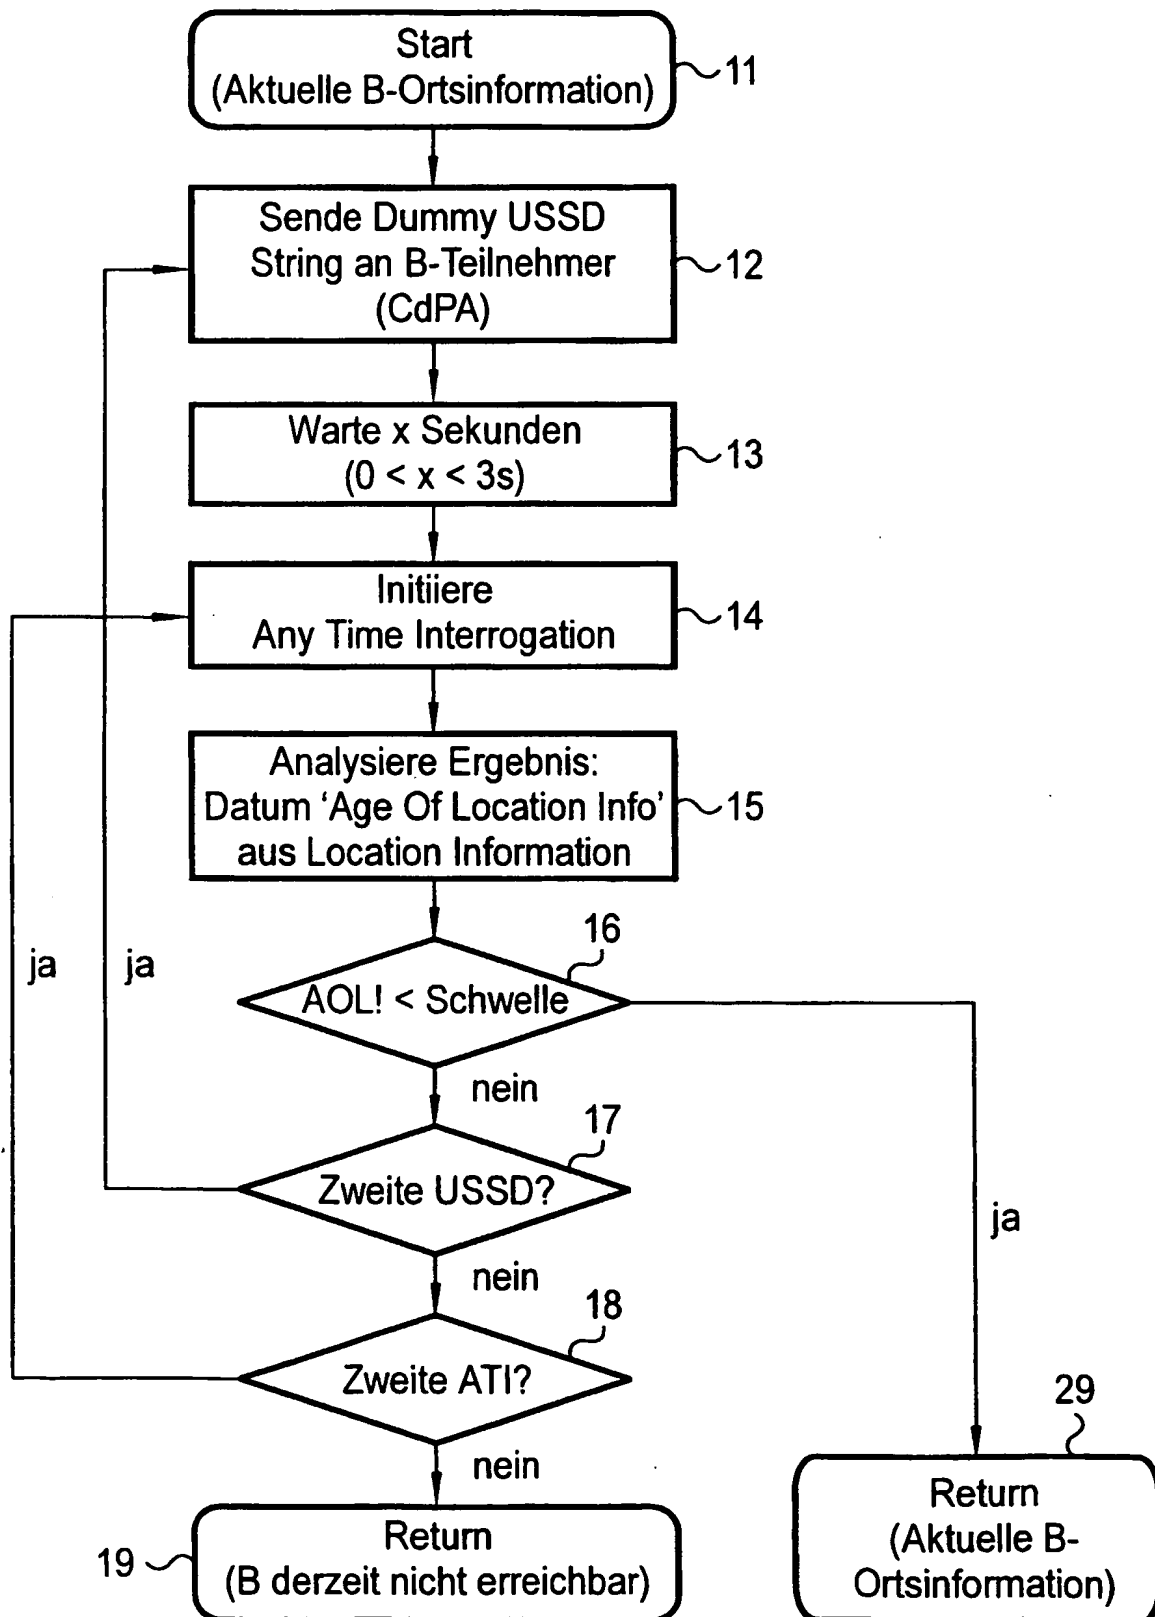 Start
(Aktuelle B-Ortsinformation)
11
Sende Dummy USSD
String an B-Teilnehmer
(CdPA)
12
Warte x Sekunden
(0 < x < 3s)
13
Initiiere
Any Time Interrogation
14
Analysiere Ergebnis:
Datum ‘Age Of Location Info’
aus Location Information
15
ja
ja
16
AOL! < Schwelle
nein
17
Zweite USSD?
ja
nein
18
Zweite ATI?
nein
19
Return
(B derzeit nicht erreichbar)
29
Return
(Aktuelle B-
Ortsinformation)